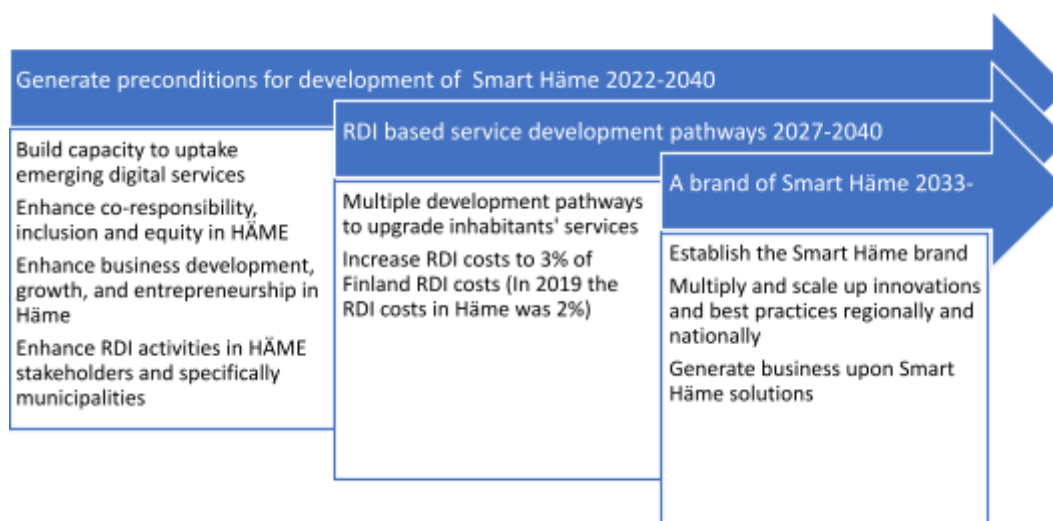 Generate preconditions for development of Smart Häme 2022-2040
Build capacity to uptake
emerging digital services
Enhance co-responsibility,
inclusion and equity in HÄME
Enhance business development,
growth, and entrepreneurship in
Häme
Enhance RDI activities in HÄME
stakeholders and specifically
municipalities
RDI based service development pathways 2027-2040
Multiple development pathways
to upgrade inhabitants' services
Increase RDI costs to 3% of
Finland RDI costs (In 2019 the
RDI costs in Häme was 2%)
A brand of Smart Häme 2033-
Establish the Smart Häme brand
Multiply and scale up innovations
and best practices regionally and
nationally
Generate business upon Smart
Häme solutions